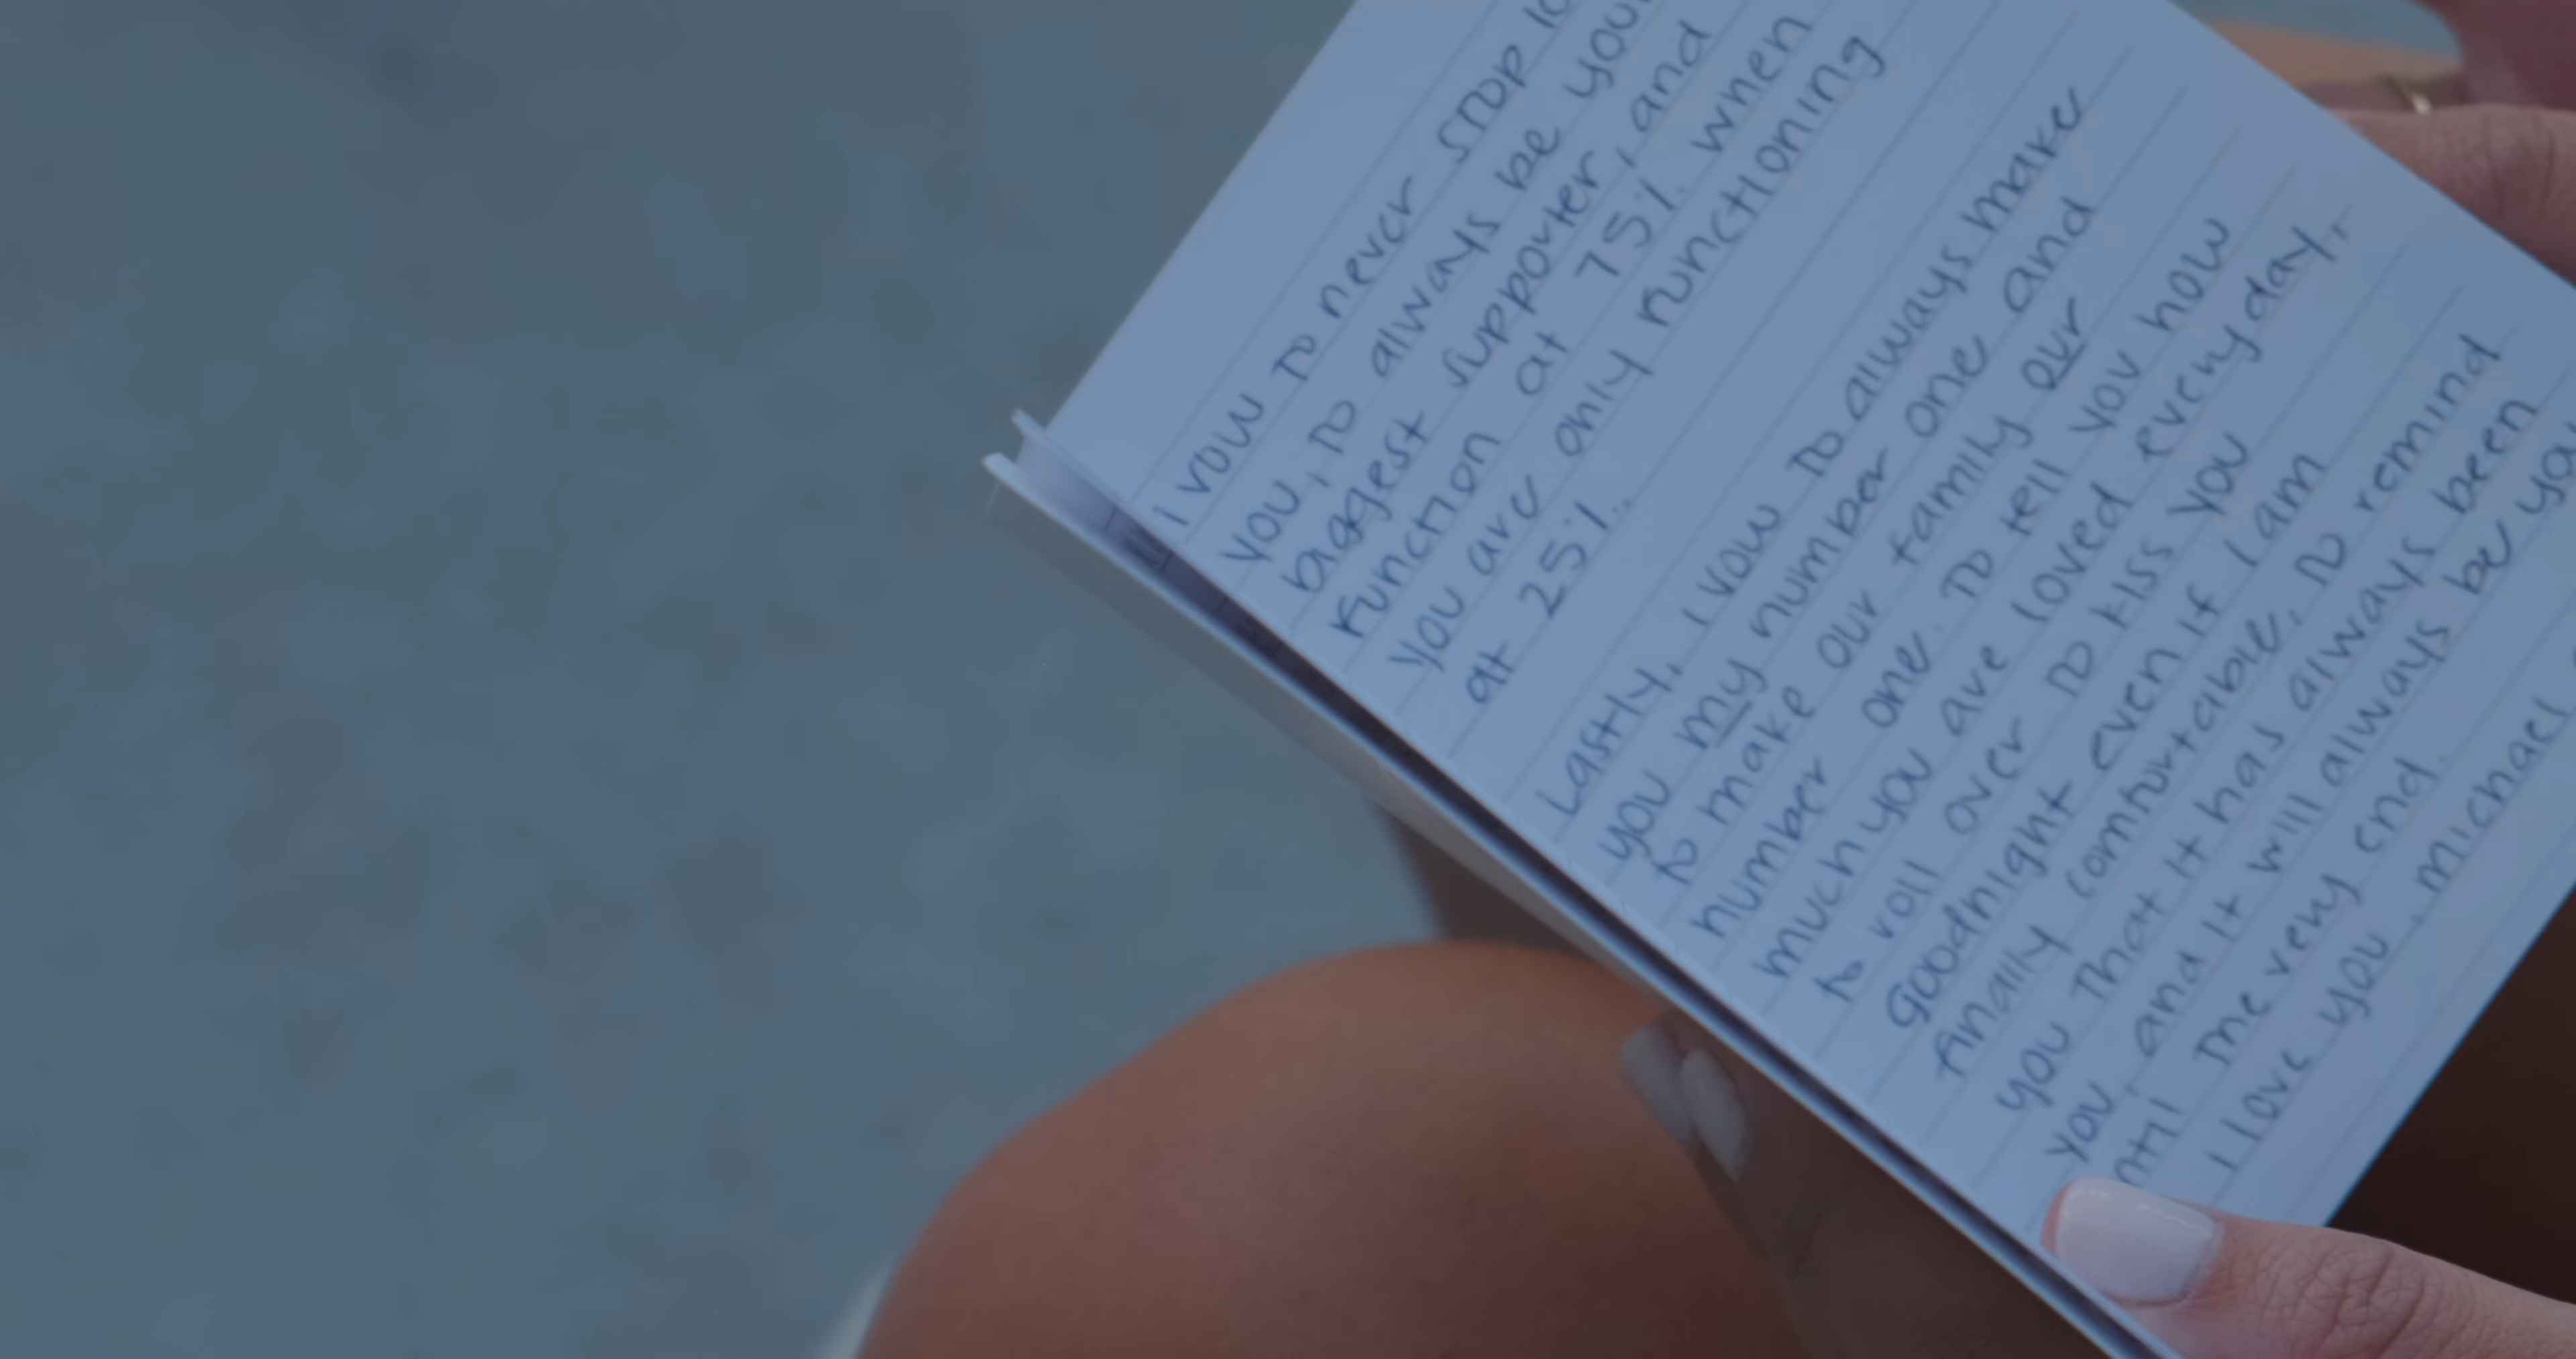 I vow to never stop
you, to always be your
biggest supporter, and
function at 75% when
you are only functioning
at 25%.
Lastly, I vow to always make
you my number one and
to make our family our
number one. To tell you how
much you are loved everyday,
to roll over to kiss you
Goodnight even if I am
finally comfortable, to remind
you that it has always been
you, and it will always be you
the very end.
I love you, michael